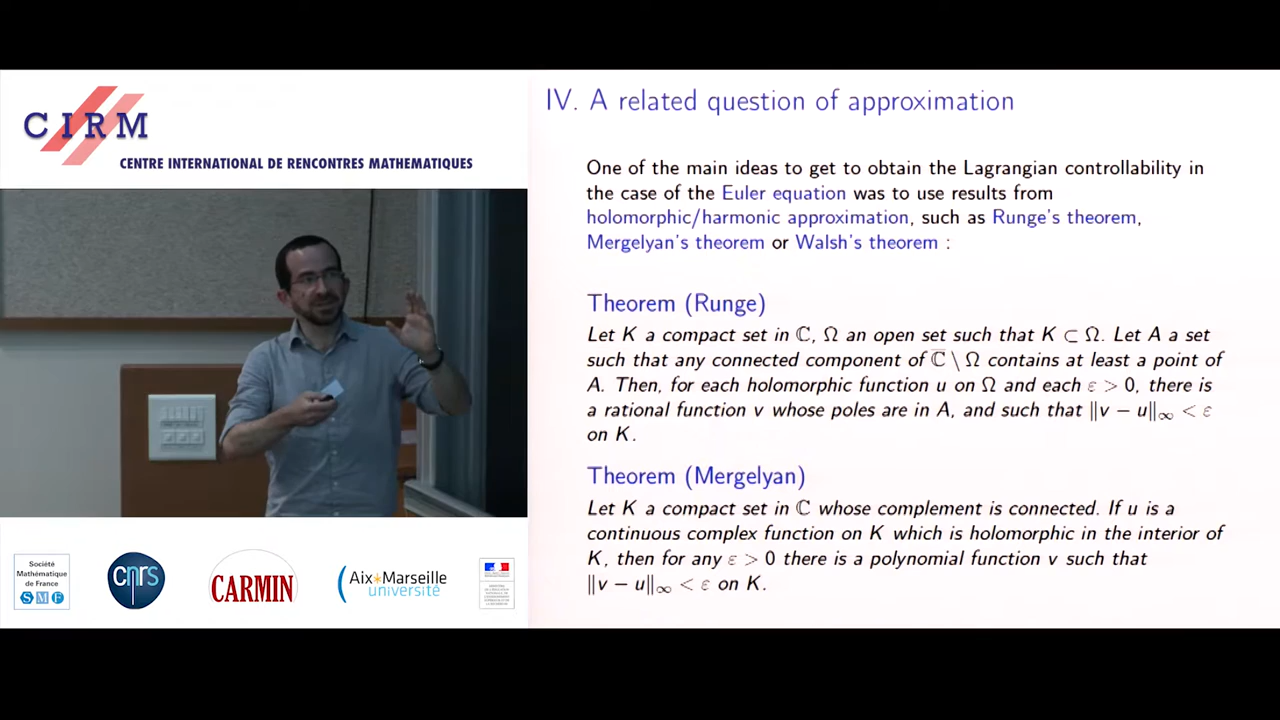 CIRM
CENTRE INTERNATIONAL DE RENCONTRES MATHEMATIQUES
IV. A related question of approximation
One of the main ideas to get to obtain the Lagrangian controllability in
the case of the Euler equation was to use results from
holomorphic/harmonic approximation, such as Runge's theorem,
Mergelyan's theorem or Walsh's theorem :
Theorem (Runge)
Let K a compact set in ℂ, Ω an open set such that K ⊂ Ω. Let A a set
such that any connected component of ℂ̅ \ Ω contains at least a point of
A. Then, for each holomorphic function u on Ω and each ε > 0, there is
a rational function v whose poles are in A, and such that ‖v − u‖∞ < ε
on K.
Theorem (Mergelyan)
Let K a compact set in ℂ whose complement is connected. If u is a
continuous complex function on K which is holomorphic in the interior of
K, then for any ε > 0 there is a polynomial function v such that
‖v − u‖∞ < ε on K.
Société
Mathématique
de France
SMF
cnrs
CARMIN
Aix*Marseille
université